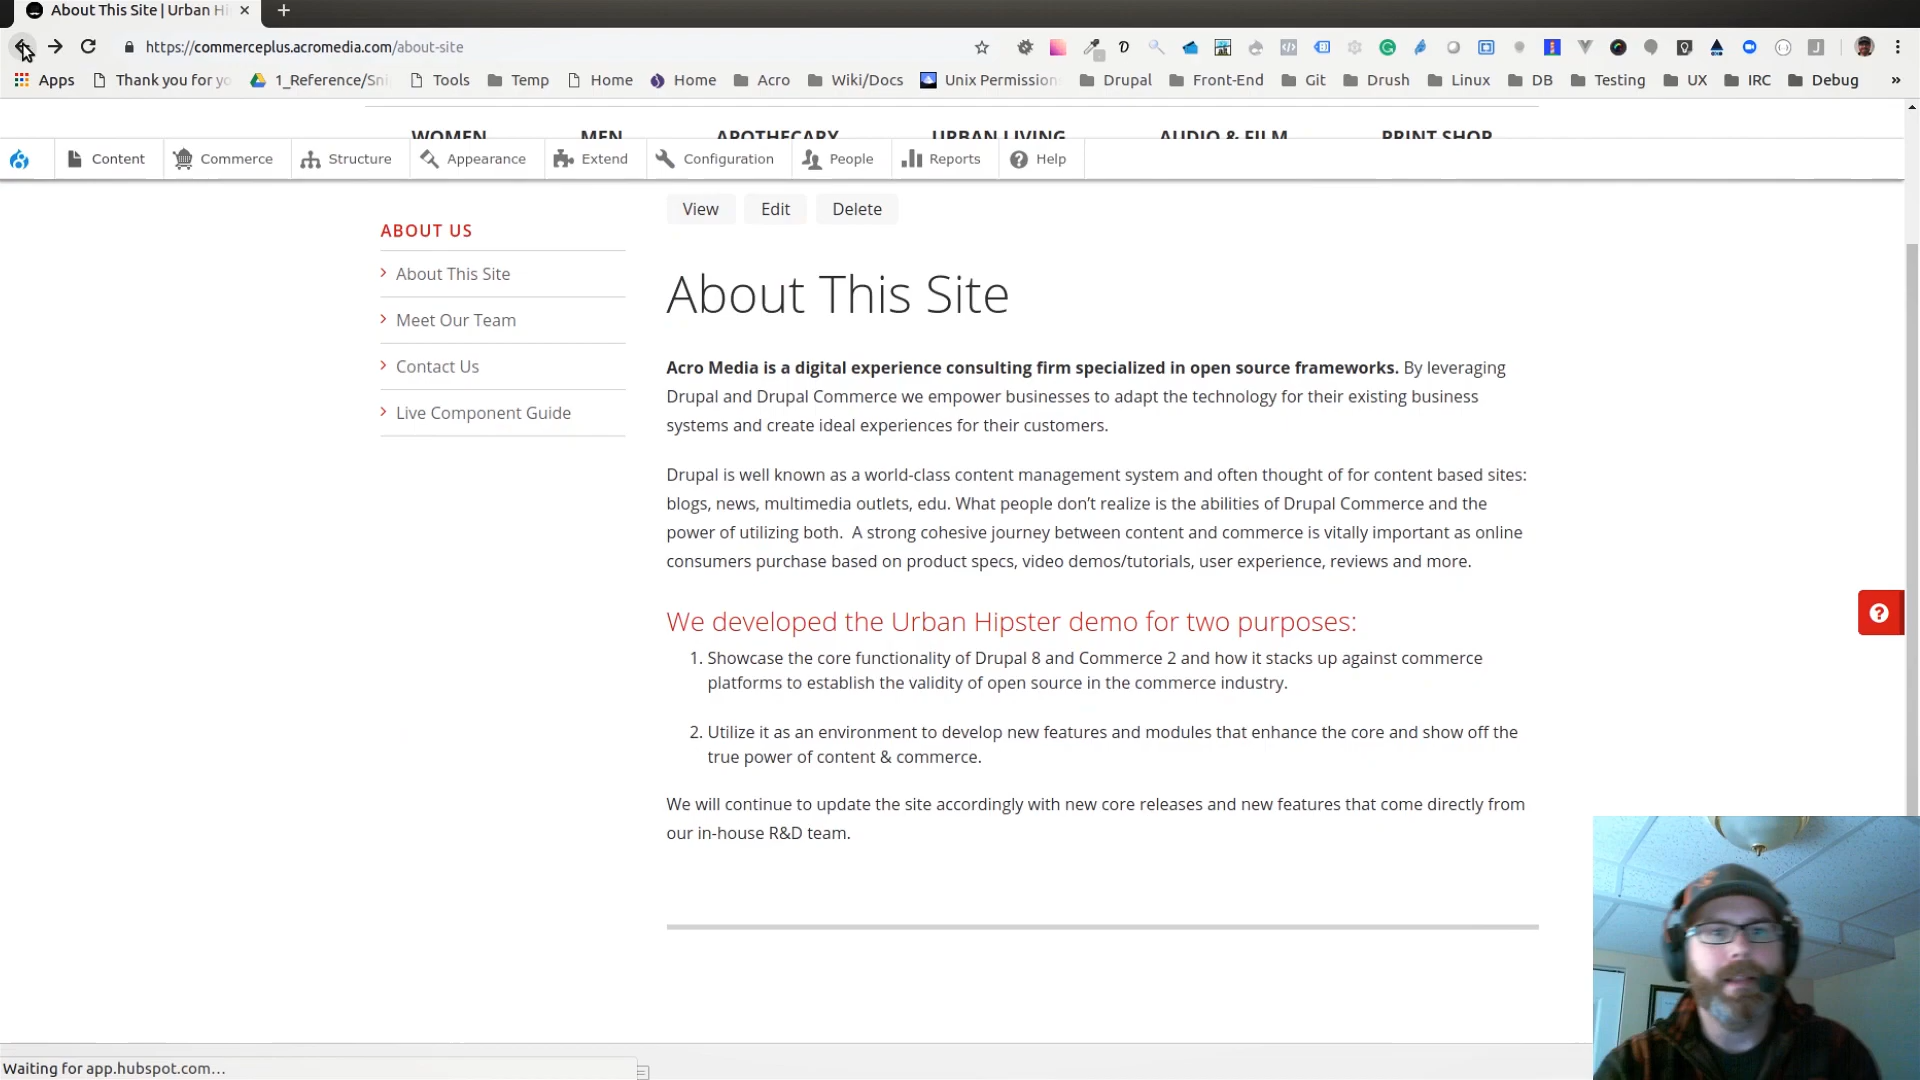 About This Site | Urban Hi
https://commerceplus.acromedia.com/about-site
Apps Thank you for yo 1_Reference/Sni Tools Temp Home Home Acro Wiki/Docs Unix Permission Drupal Front-End Git Drush Linux DB Testing UX IRC Debug »
WOMEN MEN APOTHECARY URBAN LIVING AUDIO & FILM PRINT SHOP
Content Commerce Structure Appearance Extend Configuration People Reports Help
View Edit Delete
ABOUT US
About This Site
Meet Our Team
Contact Us
Live Component Guide
About This Site
Acro Media is a digital experience consulting firm specialized in open source frameworks. By leveraging
Drupal and Drupal Commerce we empower businesses to adapt the technology for their existing business
systems and create ideal experiences for their customers.
Drupal is well known as a world-class content management system and often thought of for content based sites:
blogs, news, multimedia outlets, edu. What people don’t realize is the abilities of Drupal Commerce and the
power of utilizing both. A strong cohesive journey between content and commerce is vitally important as online
consumers purchase based on product specs, video demos/tutorials, user experience, reviews and more.
We developed the Urban Hipster demo for two purposes:
1. Showcase the core functionality of Drupal 8 and Commerce 2 and how it stacks up against commerce
platforms to establish the validity of open source in the commerce industry.
2. Utilize it as an environment to develop new features and modules that enhance the core and show off the
true power of content & commerce.
We will continue to update the site accordingly with new core releases and new features that come directly from
our in-house R&D team.
Waiting for app.hubspot.com...